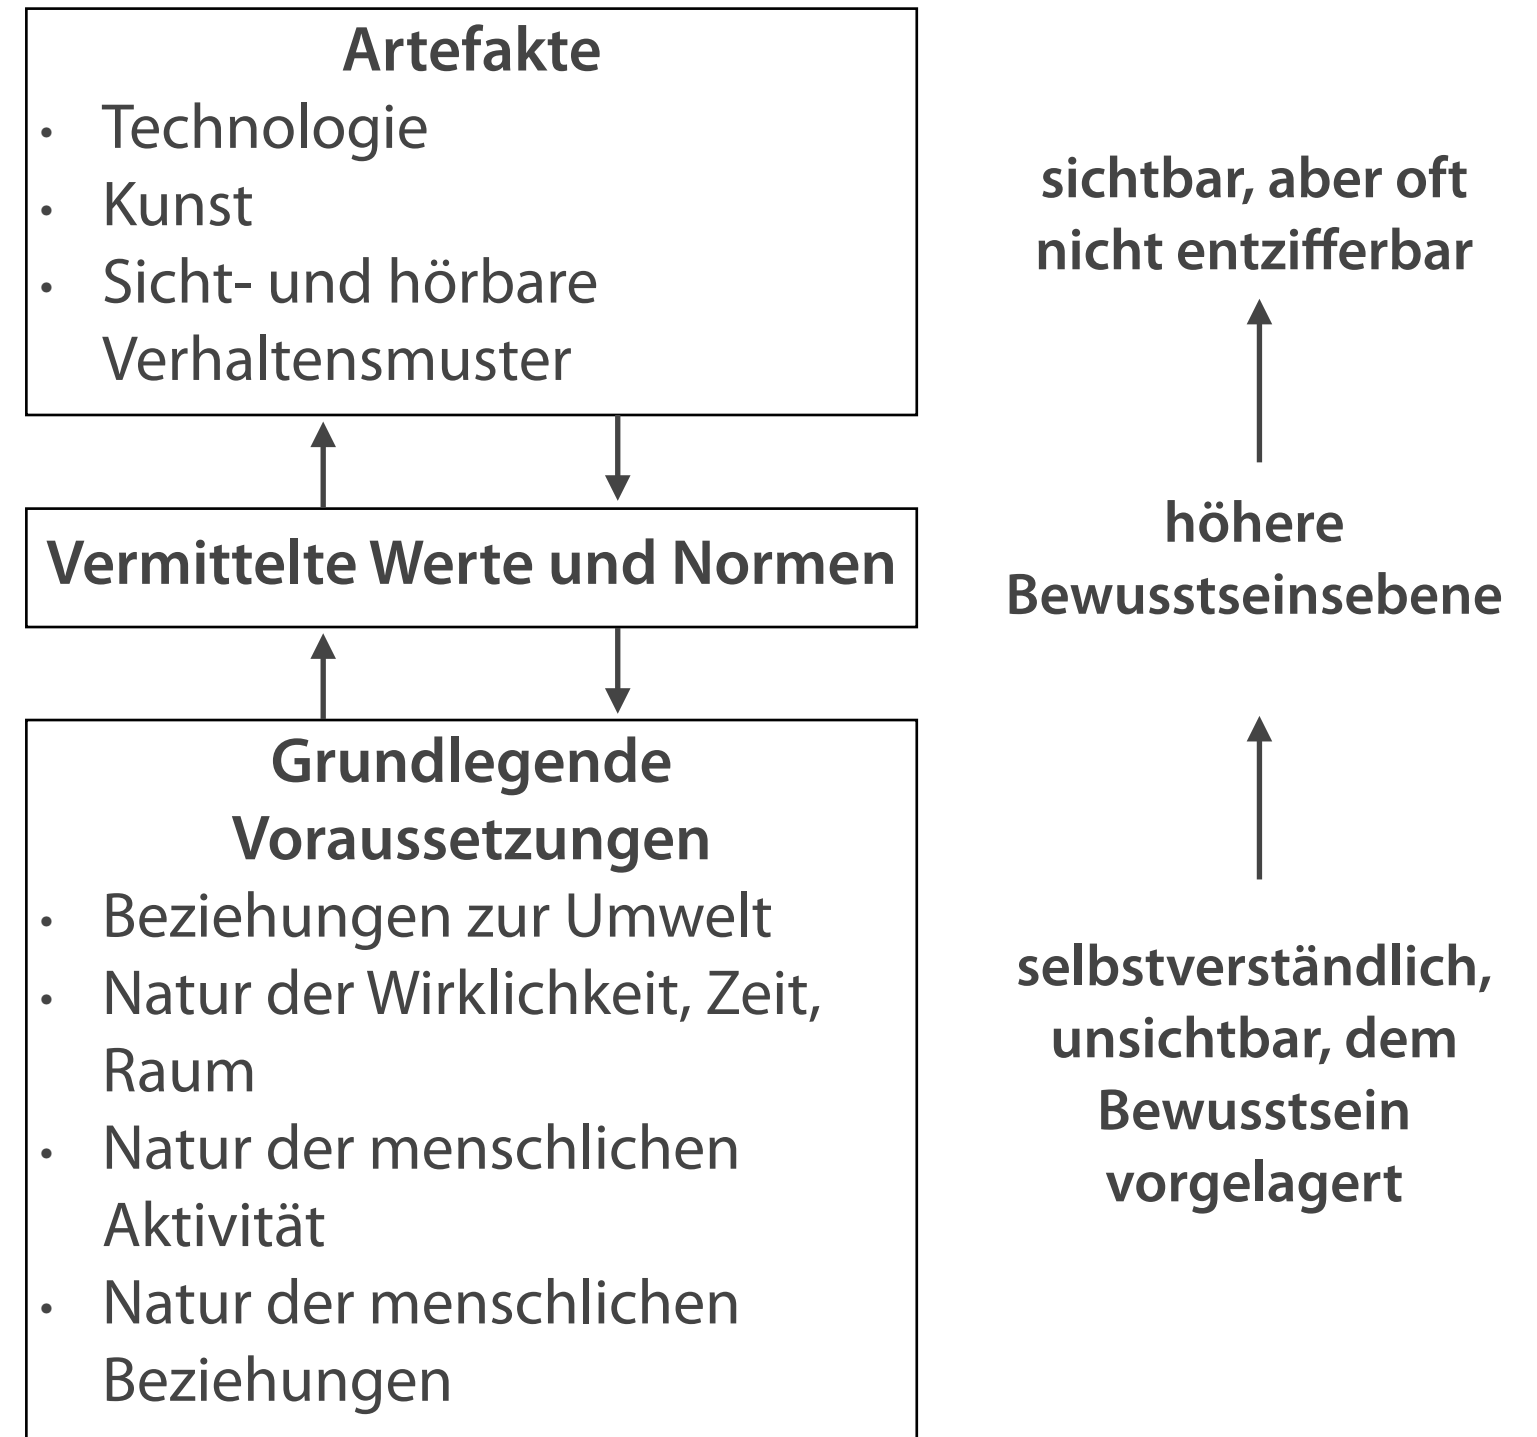 Artefakte
• Technologie
• Kunst
• Sicht- und hörbare
Verhaltensmuster
sichtbar, aber oft
nicht entzifferbar
Vermittelte Werte und Normen
höhere
Bewusstseinsebene
Grundlegende
Voraussetzungen
• Beziehungen zur Umwelt
• Natur der Wirklichkeit, Zeit,
Raum
• Natur der menschlichen
Aktivität
• Natur der menschlichen
Beziehungen
selbstverständlich,
unsichtbar, dem
Bewusstsein
vorgelagert